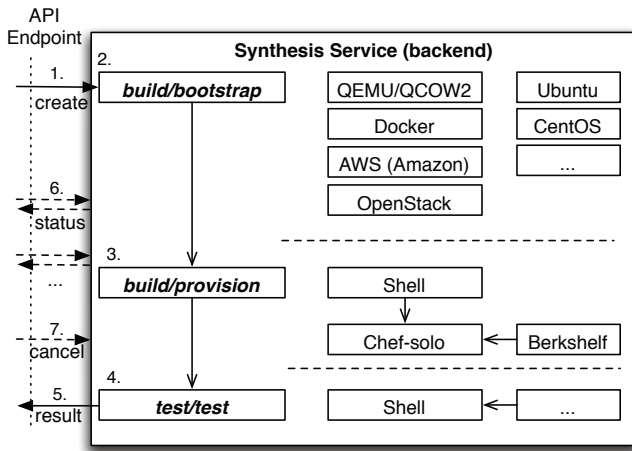 API
Endpoint
Synthesis Service (backend)
1.
create
2.
build/bootstrap
QEMU/QCOW2
Ubuntu
Docker
CentOS
AWS (Amazon)
...
OpenStack
6.
status
...
3.
build/provision
Shell
7.
cancel
Chef-solo
Berkshelf
4.
test/test
Shell
...
5.
result